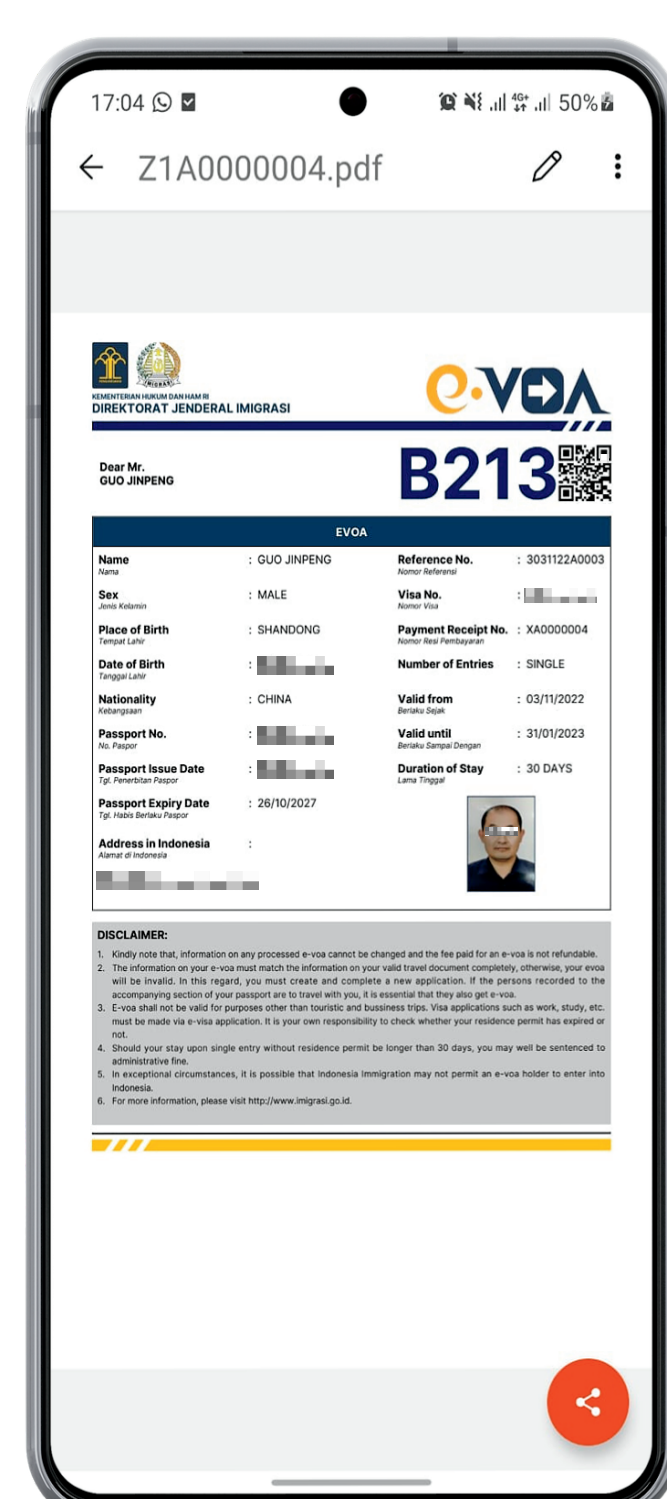 17:04
4G+
50%
Z1A0000004.pdf
IMIGRASI
KEMENTERIAN HUKUM DAN HAM RI
DIREKTORAT JENDERAL IMIGRASI
e-VOA
Dear Mr.
GUO JINPENG
B213
EVOA
Name : GUO JINPENG
Nama
Sex : MALE
Jenis Kelamin
Place of Birth : SHANDONG
Tempat Lahir
Date of Birth :
Tanggal Lahir
Nationality : CHINA
Kebangsaan
Passport No. :
No. Paspor
Passport Issue Date :
Tgl. Penerbitan Paspor
Passport Expiry Date : 26/10/2027
Tgl. Habis Berlaku Paspor
Address in Indonesia :
Alamat di Indonesia
Reference No. : 3031122A0003
Nomor Referensi
Visa No. :
Nomor Visa
Payment Receipt No. : XA0000004
Nomor Resi Pembayaran
Number of Entries : SINGLE
Valid from : 03/11/2022
Berlaku Sejak
Valid until : 31/01/2023
Berlaku Sampai Dengan
Duration of Stay : 30 DAYS
Lama Tinggal
DISCLAIMER:
1. Kindly note that, information on any processed e-voa cannot be changed and the fee paid for an e-voa is not refundable.
2. The information on your e-voa must match the information on your valid travel document completely, otherwise, your evoa
will be invalid. In this regard, you must create and complete a new application. If the persons recorded to the
accompanying section of your passport are to travel with you, it is essential that they also get e-voa.
3. E-voa shall not be valid for purposes other than touristic and bussiness trips. Visa applications such as work, study, etc.
must be made via e-visa application. It is your own responsibility to check whether your residence permit has expired or
not.
4. Should your stay upon single entry without residence permit be longer than 30 days, you may well be sentenced to
administrative fine.
5. In exceptional circumstances, it is possible that Indonesia Immigration may not permit an e-voa holder to enter into
Indonesia.
6. For more information, please visit http://www.imigrasi.go.id.